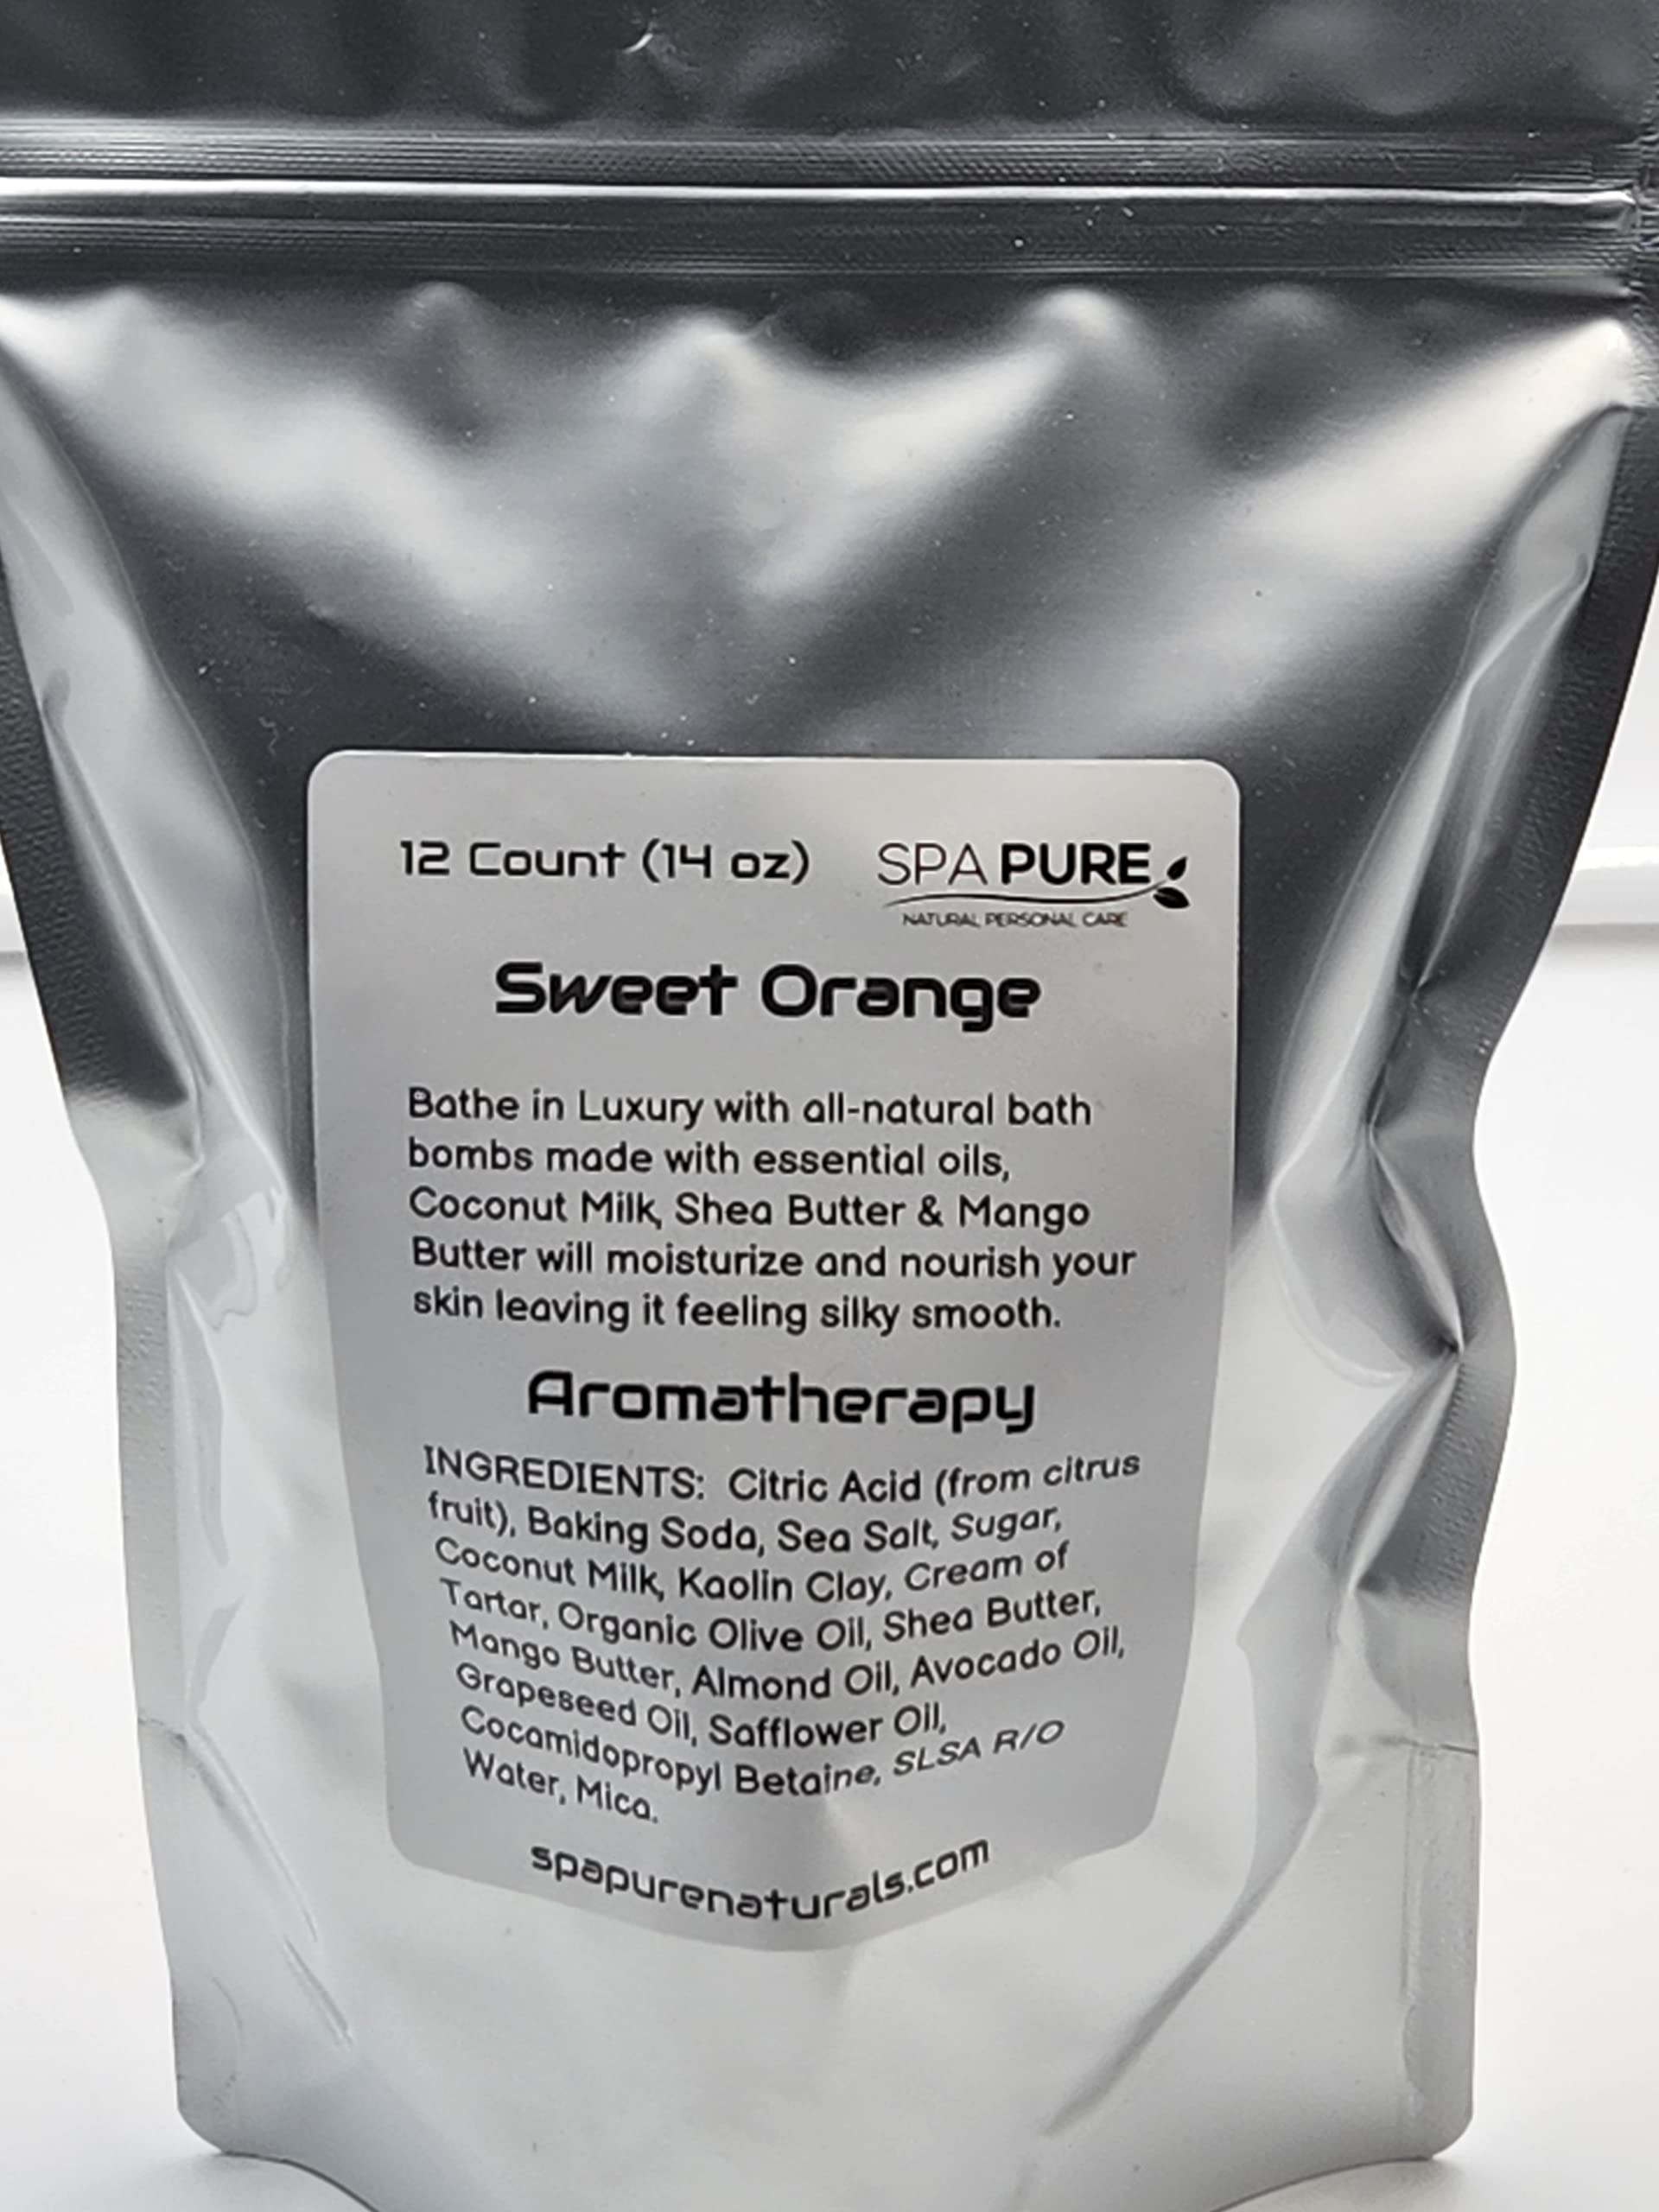 12 Count (14 oz)
SPA PURE
NATURAL PERSONAL CARE
Sweet Orange
Bathe in Luxury with all-natural bath
bombs made with essential oils,
Coconut Milk, Shea Butter & Mango
Butter will moisturize and nourish your
skin leaving it feeling silky smooth.
Aromatherapy
INGREDIENTS: Citric Acid (from citrus
fruit), Baking Soda, Sea Salt, Sugar,
Coconut Milk, Kaolin Clay, Cream of
Tartar, Organic Olive Oil, Shea Butter,
Mango Butter, Almond Oil, Avocado Oil,
Grapeseed Oil, Safflower Oil,
Cocamidopropyl Betaine, SLSA R/O
Water, Mica.
spapurenaturals.com